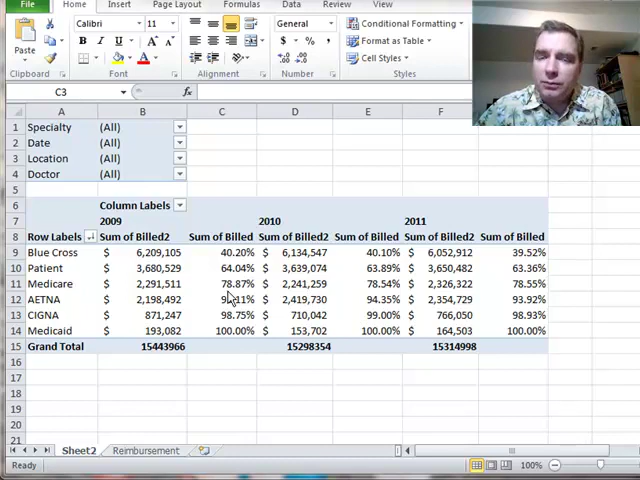 File Home Insert Page Layout Formulas Data Review View
Calibri 11 A A General Conditional Formatting
Paste B I U A $ % , Format as Table
Cell Styles
Clipboard Font Alignment Number Styles
C3 fx
A B C D E F
1 Specialty (All)
2 Date (All)
3 Location (All)
4 Doctor (All)
5
6 Column Labels
7 2009 2010 2011
8 Row Labels Sum of Billed2 Sum of Billed Sum of Billed2 Sum of Billed Sum of Billed2 Sum of Billed
9 Blue Cross $ 6,209,105 40.20% $ 6,134,547 40.10% $ 6,052,912 39.52%
10 Patient $ 3,680,529 64.04% $ 3,639,074 63.89% $ 3,650,482 63.36%
11 Medicare $ 2,291,511 78.87% $ 2,241,259 78.54% $ 2,326,322 78.55%
12 AETNA $ 2,198,492 $ 2,419,730 94.35% $ 2,354,729 93.92%
13 CIGNA $ 871,247 98.75% $ 710,042 99.00% $ 766,050 98.93%
14 Medicaid $ 193,082 100.00% $ 153,702 100.00% $ 164,503 100.00%
15 Grand Total 15443966 15298354 15314998
16
17
18
19
20
21
Sheet2 Reimbursement
Ready 100%